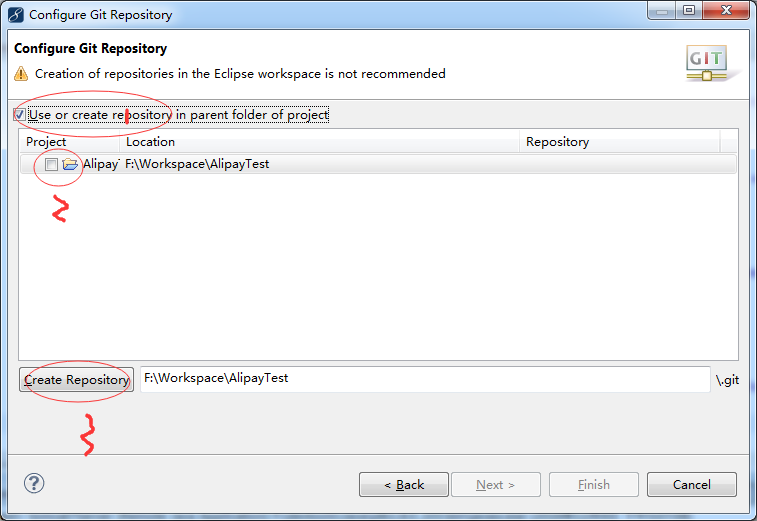 Configure Git Repository
Configure Git Repository
Creation of repositories in the Eclipse workspace is not recommended
GIT
Use or create repository in parent folder of project
Project Location Repository
Alipay F:\Workspace\AlipayTest
2
Create Repository F:\Workspace\AlipayTest \.git
3
? < Back Next > Finish Cancel